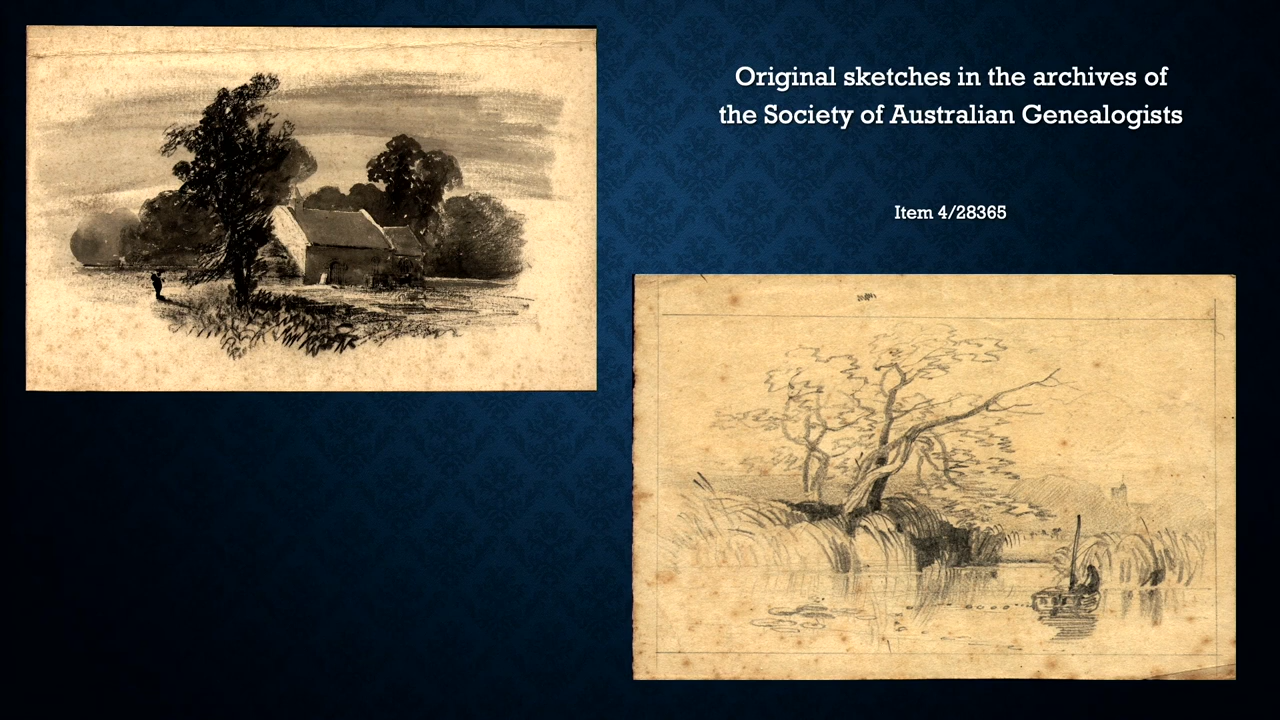 Original sketches in the archives of
the Society of Australian Genealogists
Item 4/28365